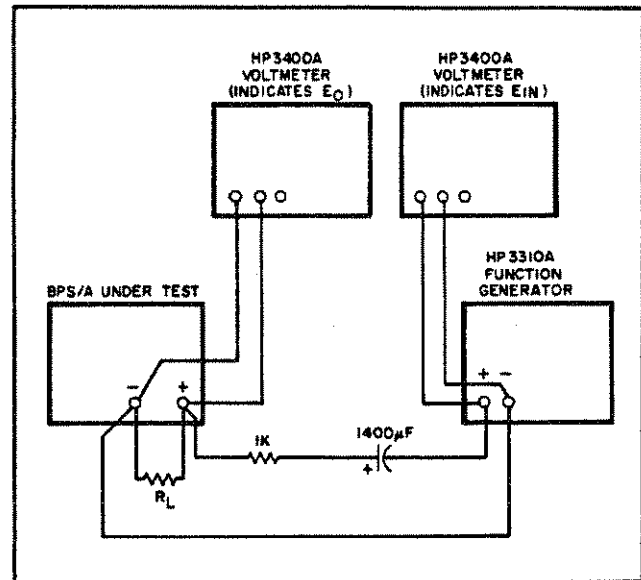 HP3400A
VOLTMETER
(INDICATES EO)
HP3400A
VOLTMETER
(INDICATES EIN)
BPS/A UNDER TEST
HP3310A
FUNCTION
GENERATOR
- +
+ -
1K
1400μF
+
RL